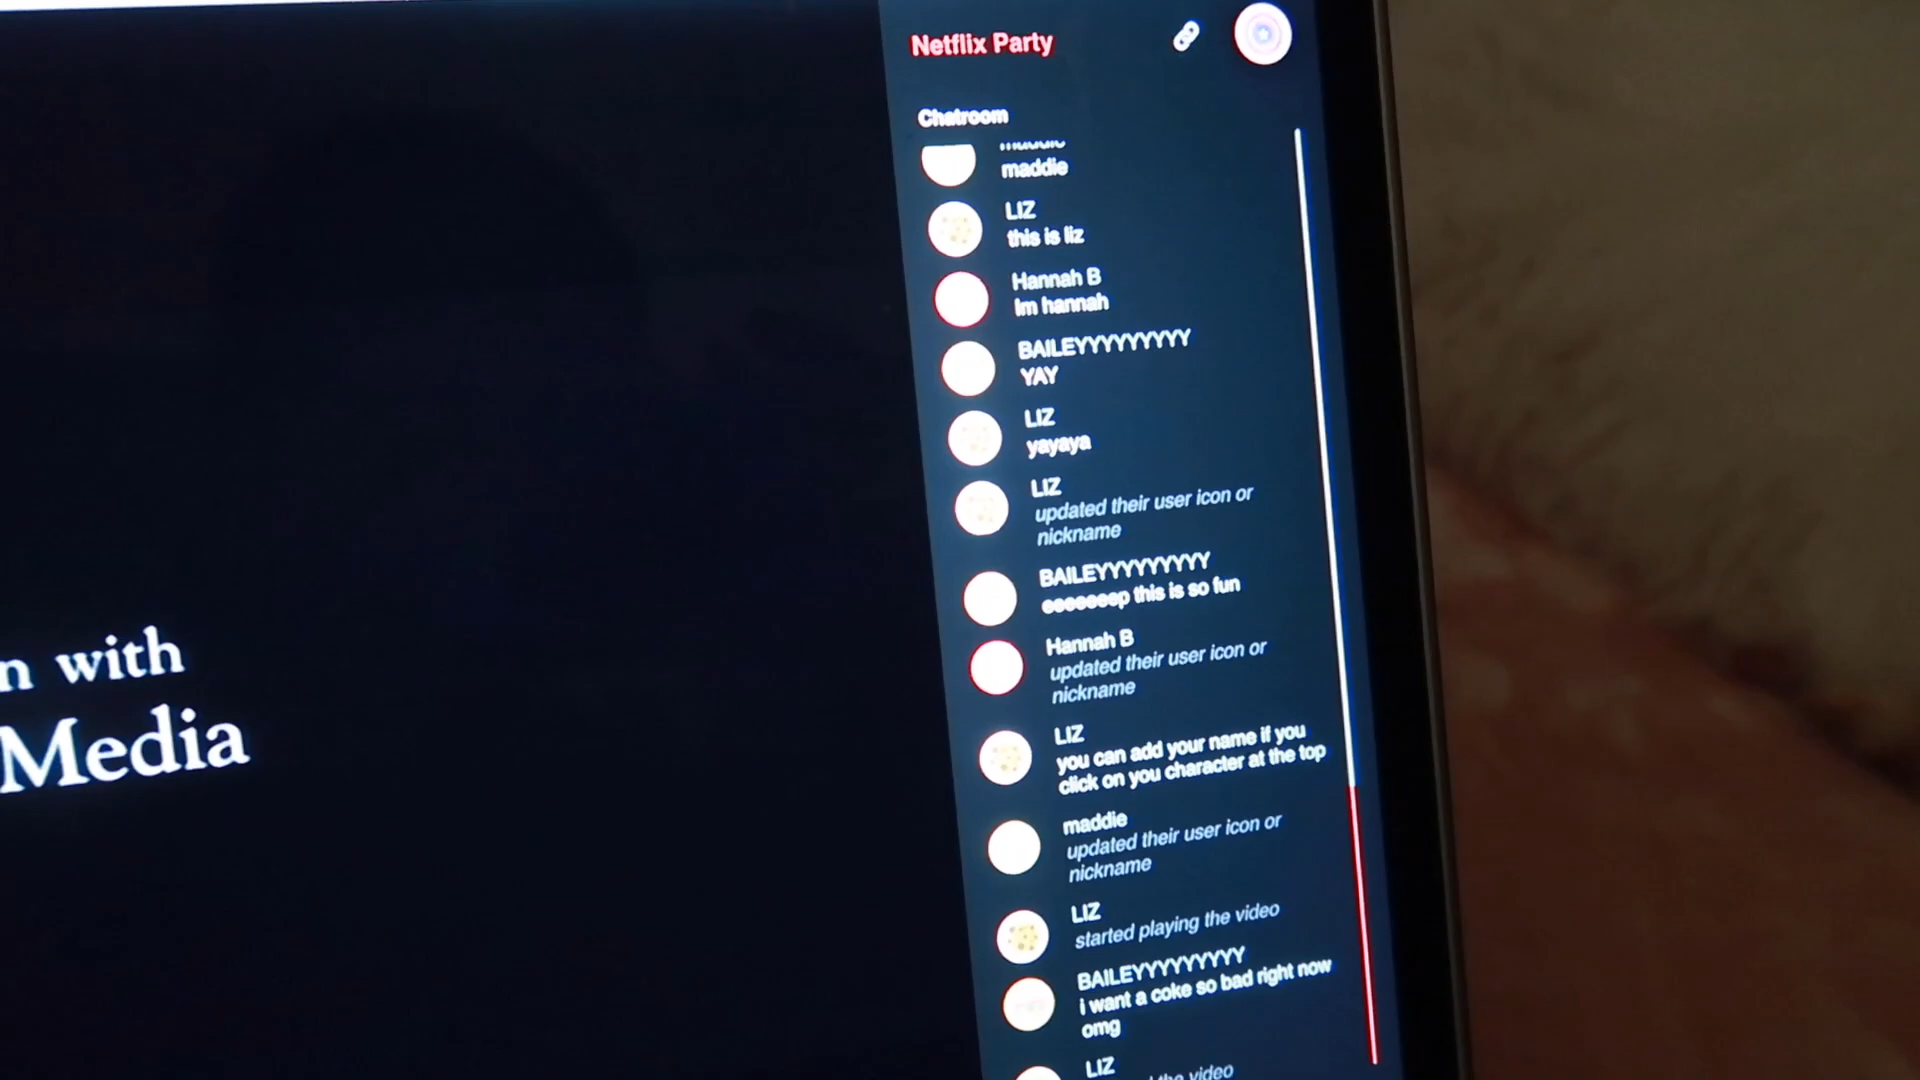 Netflix Party
Chatroom
maddie
maddie
LIZ
this is liz
Hannah B
Im hannah
BAILEYYYYYYYYY
YAY
LIZ
yayaya
LIZ
updated their user icon or
nickname
BAILEYYYYYYYYY
eeeeeeep this is so fun
Hannah B
updated their user icon or
nickname
LIZ
you can add your name if you
click on you character at the top
maddie
updated their user icon or
nickname
LIZ
started playing the video
BAILEYYYYYYYYY
i want a coke so bad right now
omg
LIZ
the video
n with
Media